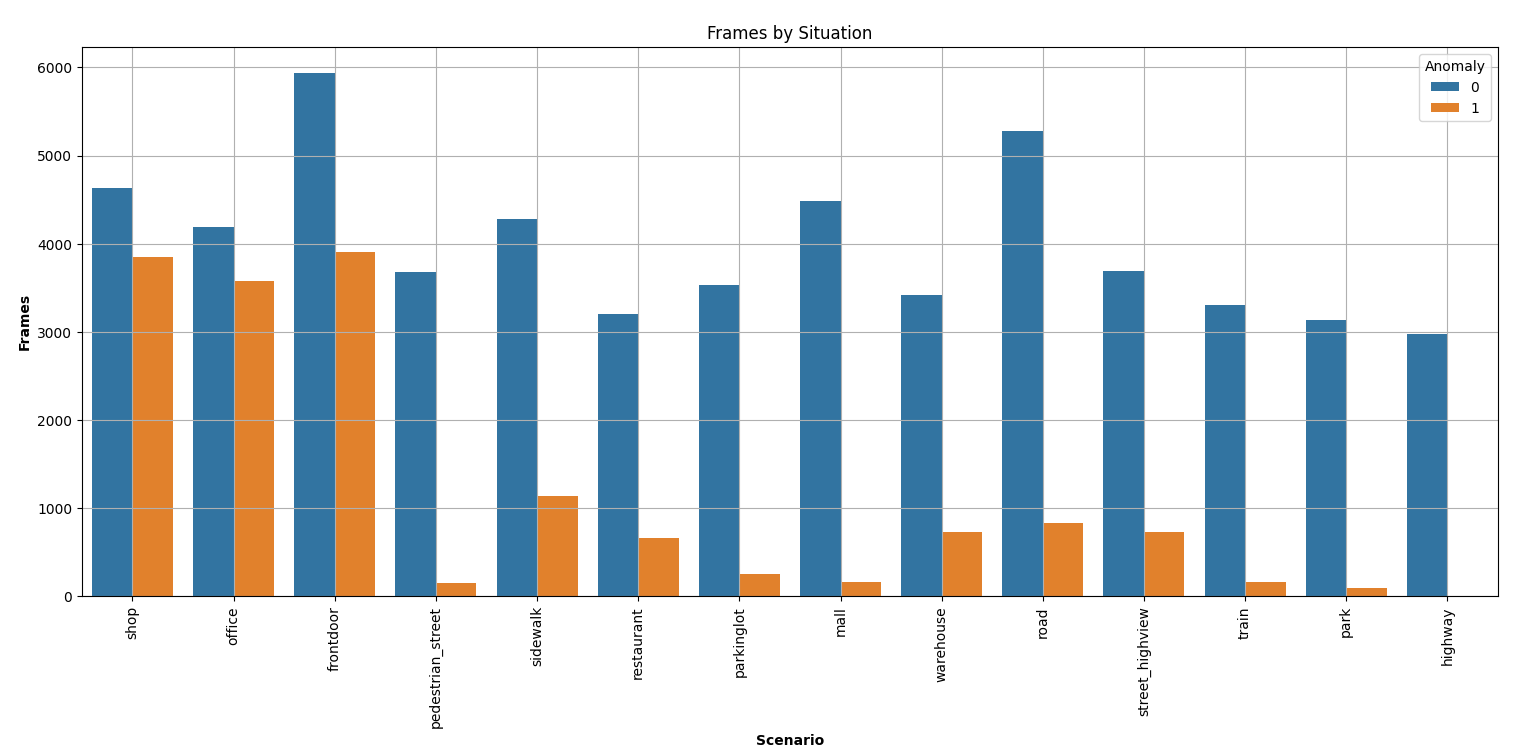 Frames by Situation
Anomaly
0
1
6000
5000
4000
3000
2000
1000
0
Frames
shop
office
frontdoor
pedestrian_street
sidewalk
restaurant
parkinglot
mall
warehouse
road
street_highview
train
park
highway
Scenario